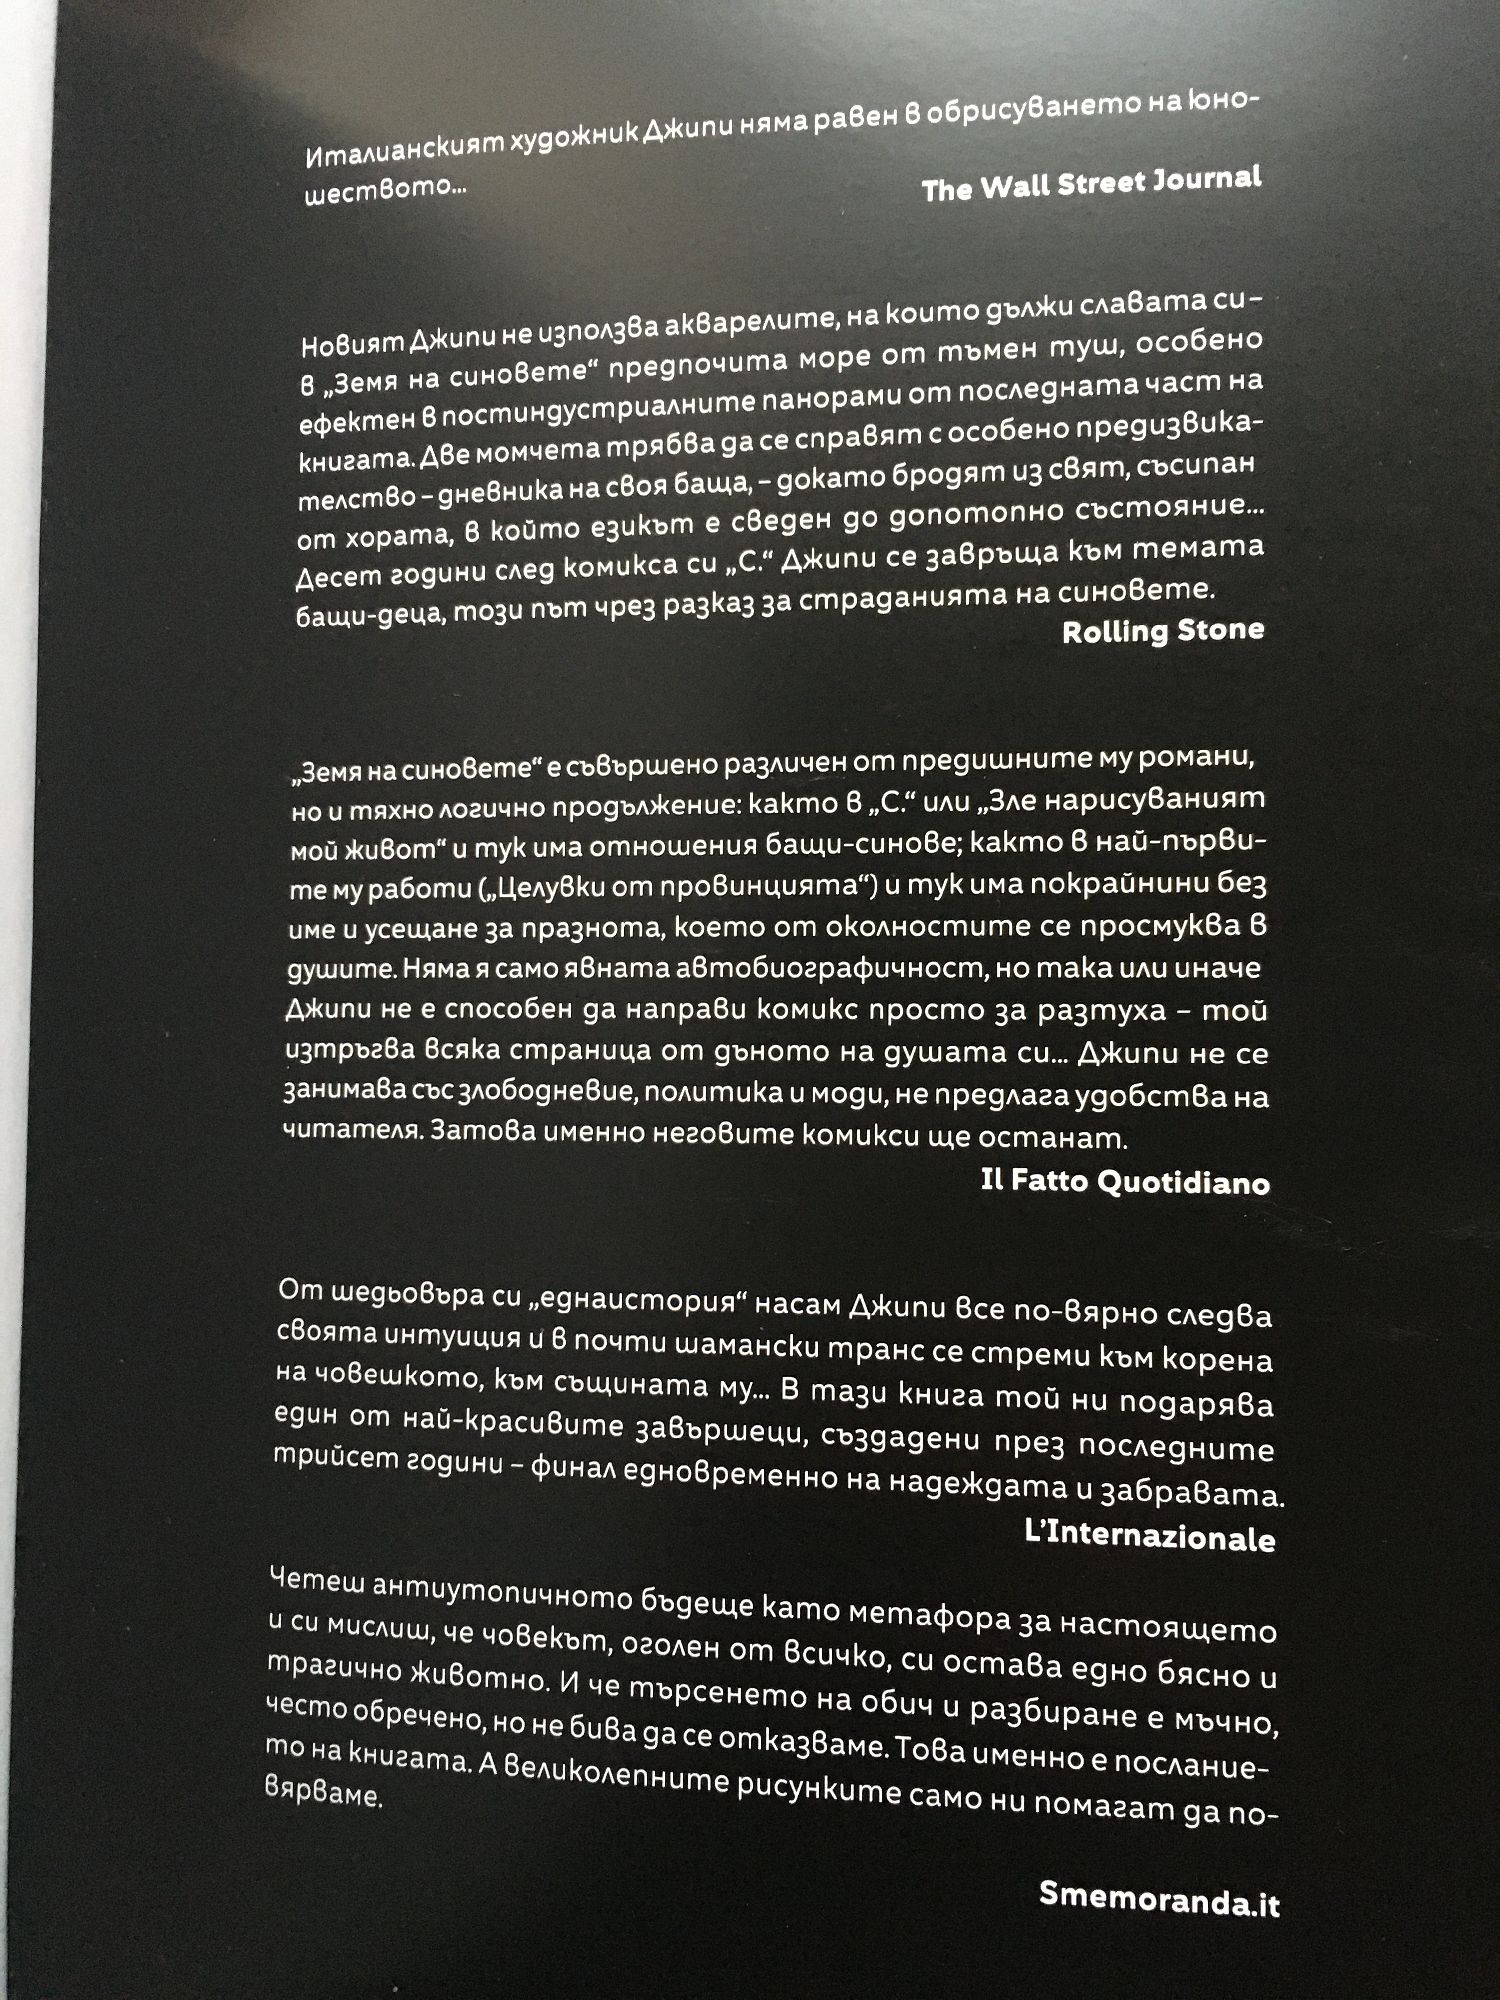 Италианският художник Джипи няма равен в обрисуването на юно-
шеството...
The Wall Street Journal
Новият Джипи не използва акварелите, на които дължи славата си –
в „Земя на синовете“ предпочита море от тъмен туш, особено
ефектен в постиндустриалните панорами от последната част на
книгата. Две момчета трябва да се справят с особено предизвика-
телство – дневника на своя баща, – докато бродят из свят, съсипан
от хората, в който езикът е сведен до допотопно състояние...
Десет години след комикса си „С.“ Джипи се завръща към темата
бащи-деца, този път чрез разказ за страданията на синовете.
Rolling Stone
„Земя на синовете“ е съвършено различен от предишните му романи,
но и тяхно логично продължение: както в „С.“ или „Зле нарисуваният
мой живот“ и тук има отношения бащи-синове; както в най-първи-
те му работи („Целувки от провинцията“) и тук има покрайнини без
име и усещане за празнота, което от околностите се просмуква в
душите. Няма я само явната автобиографичност, но така или иначе
Джипи не е способен да направи комикс просто за разтуха – той
изтръгва всяка страница от дъното на душата си... Джипи не се
занимава със злободневие, политика и моди, не предлага удобства на
читателя. Затова именно неговите комикси ще останат.
Il Fatto Quotidiano
От шедьовъра си „еднаистория“ насам Джипи все по-вярно следва
своята интуиция и в почти шамански транс се стреми към корена
на човешкото, към същината му... В тази книга той ни подарява
един от най-красивите завършеци, създадени през последните
трийсет години – финал едновременно на надеждата и забравата.
L’Internazionale
Четеш антиутопичното бъдеще като метафора за настоящето
и си мислиш, че човекът, оголен от всичко, си остава едно бясно и
трагично животно. И че търсенето на обич и разбиране е мъчно,
често обречено, но не бива да се отказваме. Това именно е послание-
то на книгата. А великолепните рисунките само ни помагат да по-
вярваме.
Smemoranda.it